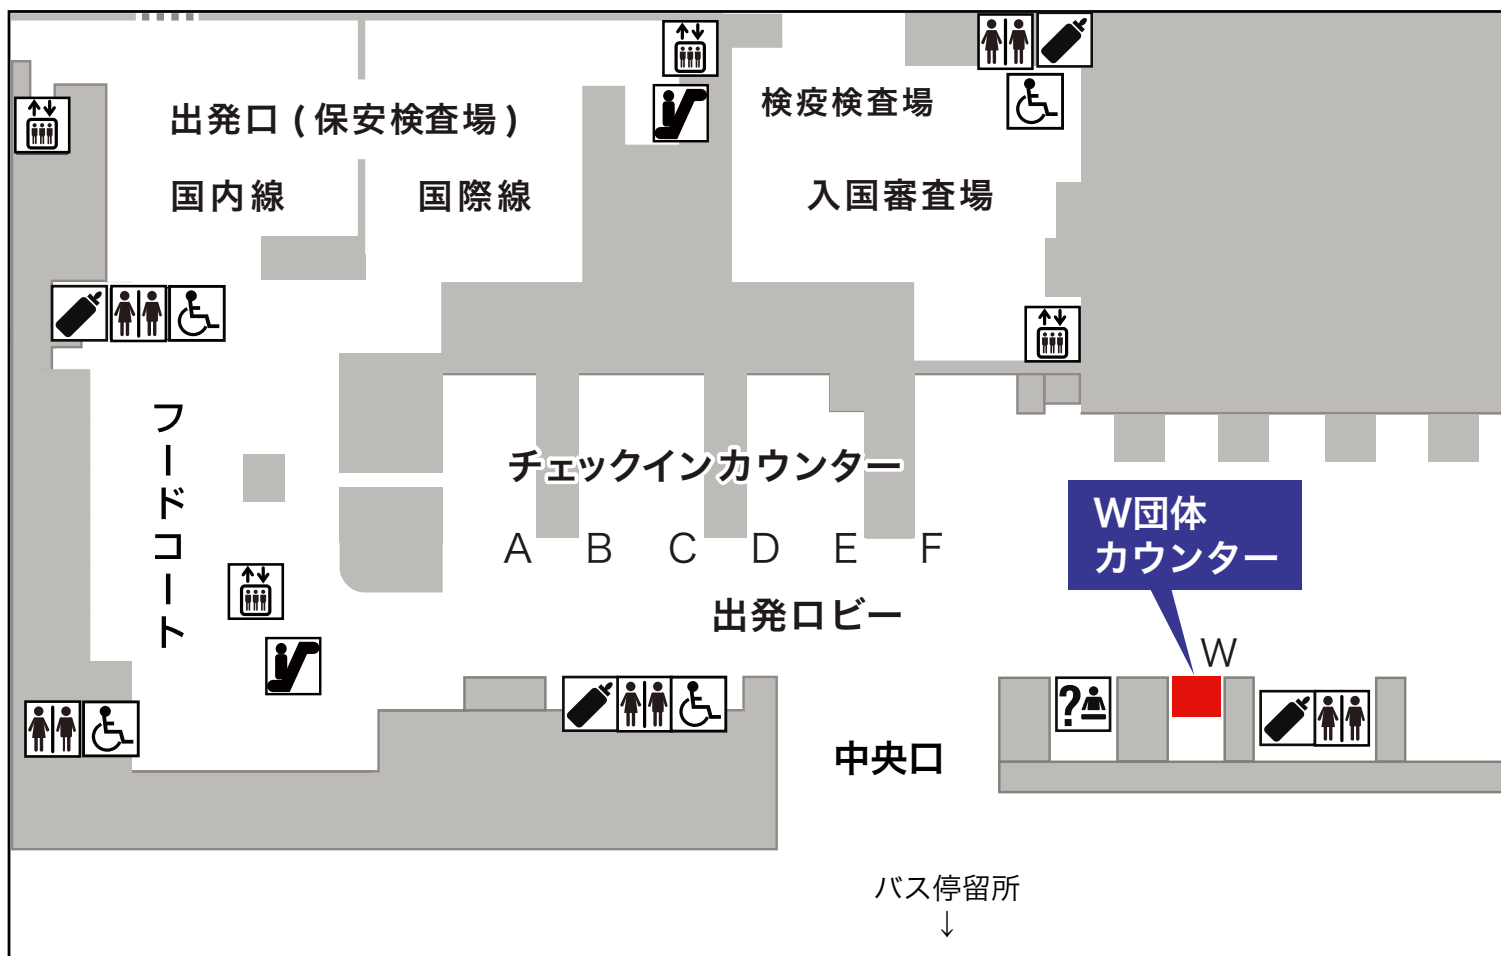 出発口 ( 保安検査場 )
国内線
国際線
検疫検査場
入国審査場
フードコート
チェックインカウンター
A B C D E F
出発ロビー
W団体
カウンター
W
?
中央口
バス停留所
↓